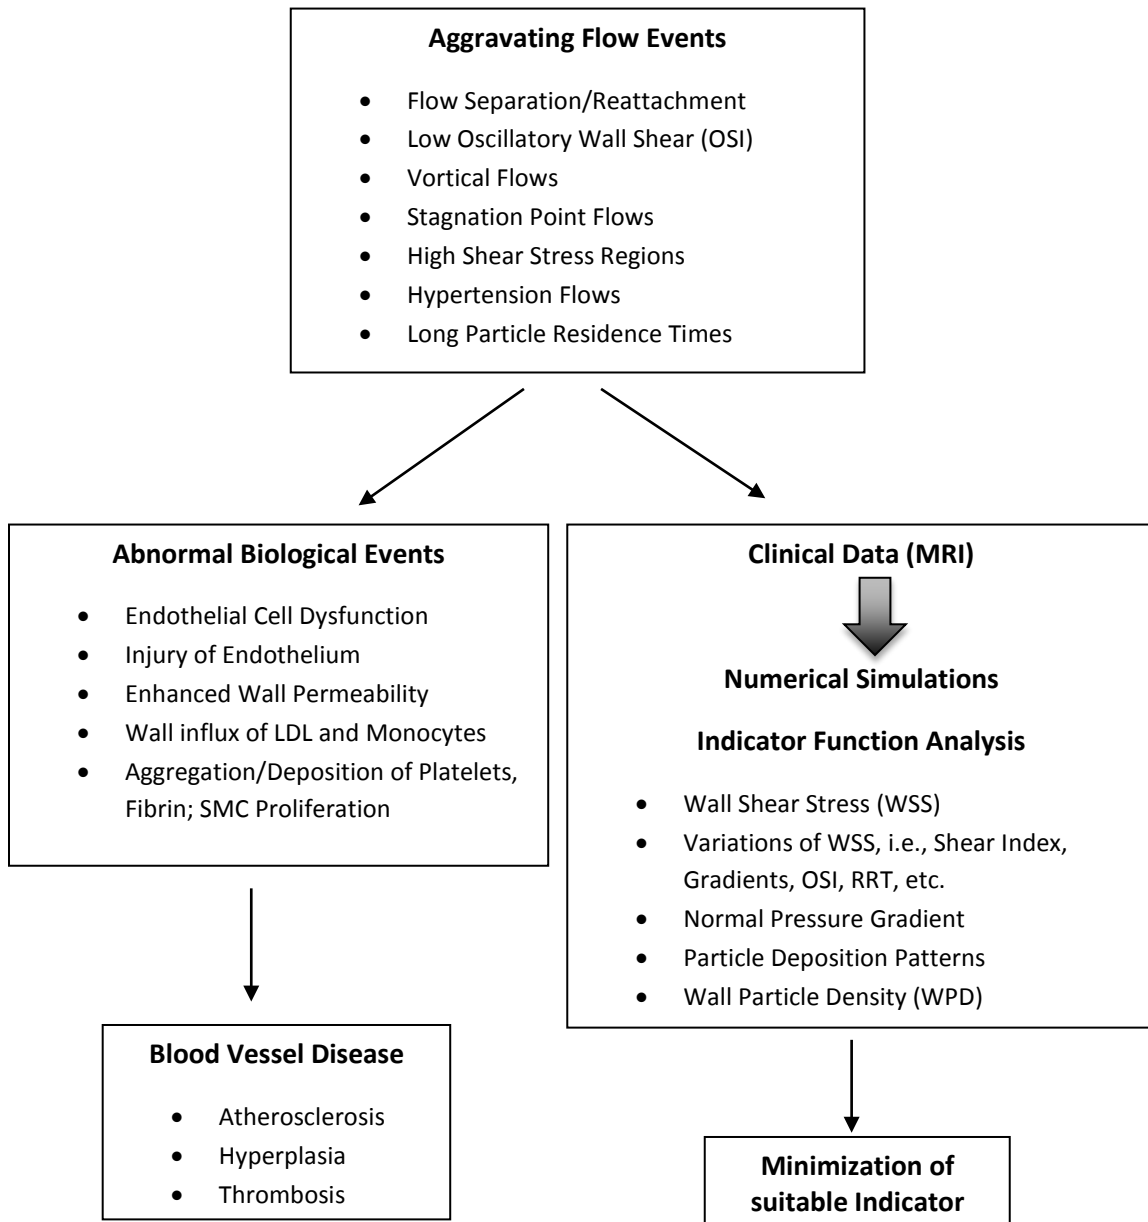 Aggravating Flow Events
• Flow Separation/Reattachment
• Low Oscillatory Wall Shear (OSI)
• Vortical Flows
• Stagnation Point Flows
• High Shear Stress Regions
• Hypertension Flows
• Long Particle Residence Times
Abnormal Biological Events
• Endothelial Cell Dysfunction
• Injury of Endothelium
• Enhanced Wall Permeability
• Wall influx of LDL and Monocytes
• Aggregation/Deposition of Platelets,
Fibrin; SMC Proliferation
Clinical Data (MRI)
Numerical Simulations
Indicator Function Analysis
• Wall Shear Stress (WSS)
• Variations of WSS, i.e., Shear Index,
Gradients, OSI, RRT, etc.
• Normal Pressure Gradient
• Particle Deposition Patterns
• Wall Particle Density (WPD)
Blood Vessel Disease
• Atherosclerosis
• Hyperplasia
• Thrombosis
Minimization of
suitable Indicator